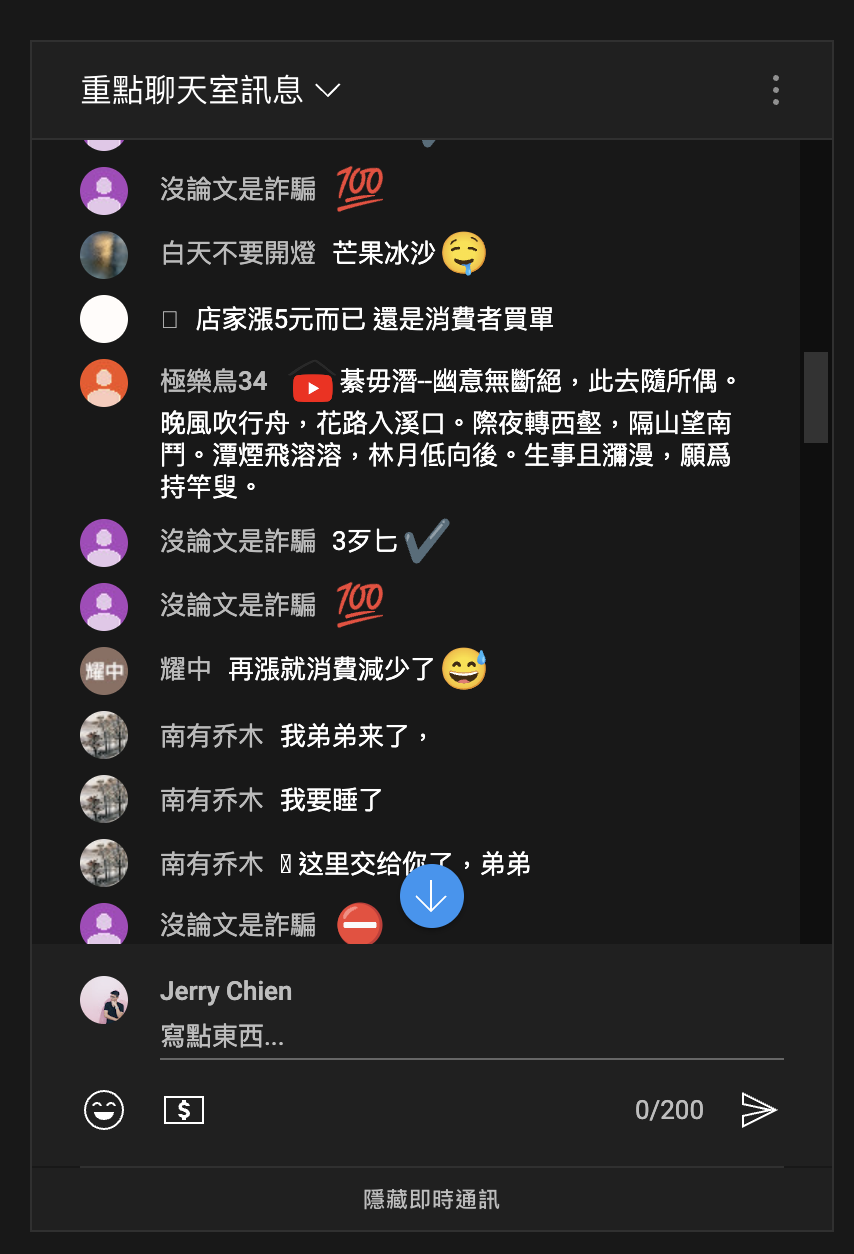 重點聊天室訊息
沒論文是詐騙 💯
白天不要開燈 芒果冰沙🤤
店家漲5元而已 還是消費者買單
極樂鳥34 綦毋潛--幽意無斷絕，此去隨所偶。
晚風吹行舟，花路入溪口。際夜轉西壑，隔山望南
鬥。潭煙飛溶溶，林月低向後。生事且瀰漫，願爲
持竿叟。
沒論文是詐騙 3歹匕✔️
沒論文是詐騙 💯
耀中
耀中 再漲就消費減少了😅
南有乔木 我弟弟来了，
南有乔木 我要睡了
南有乔木 这里交给你了，弟弟
沒論文是詐騙 ⛔
Jerry Chien
寫點東西...
0/200
隱藏即時通訊